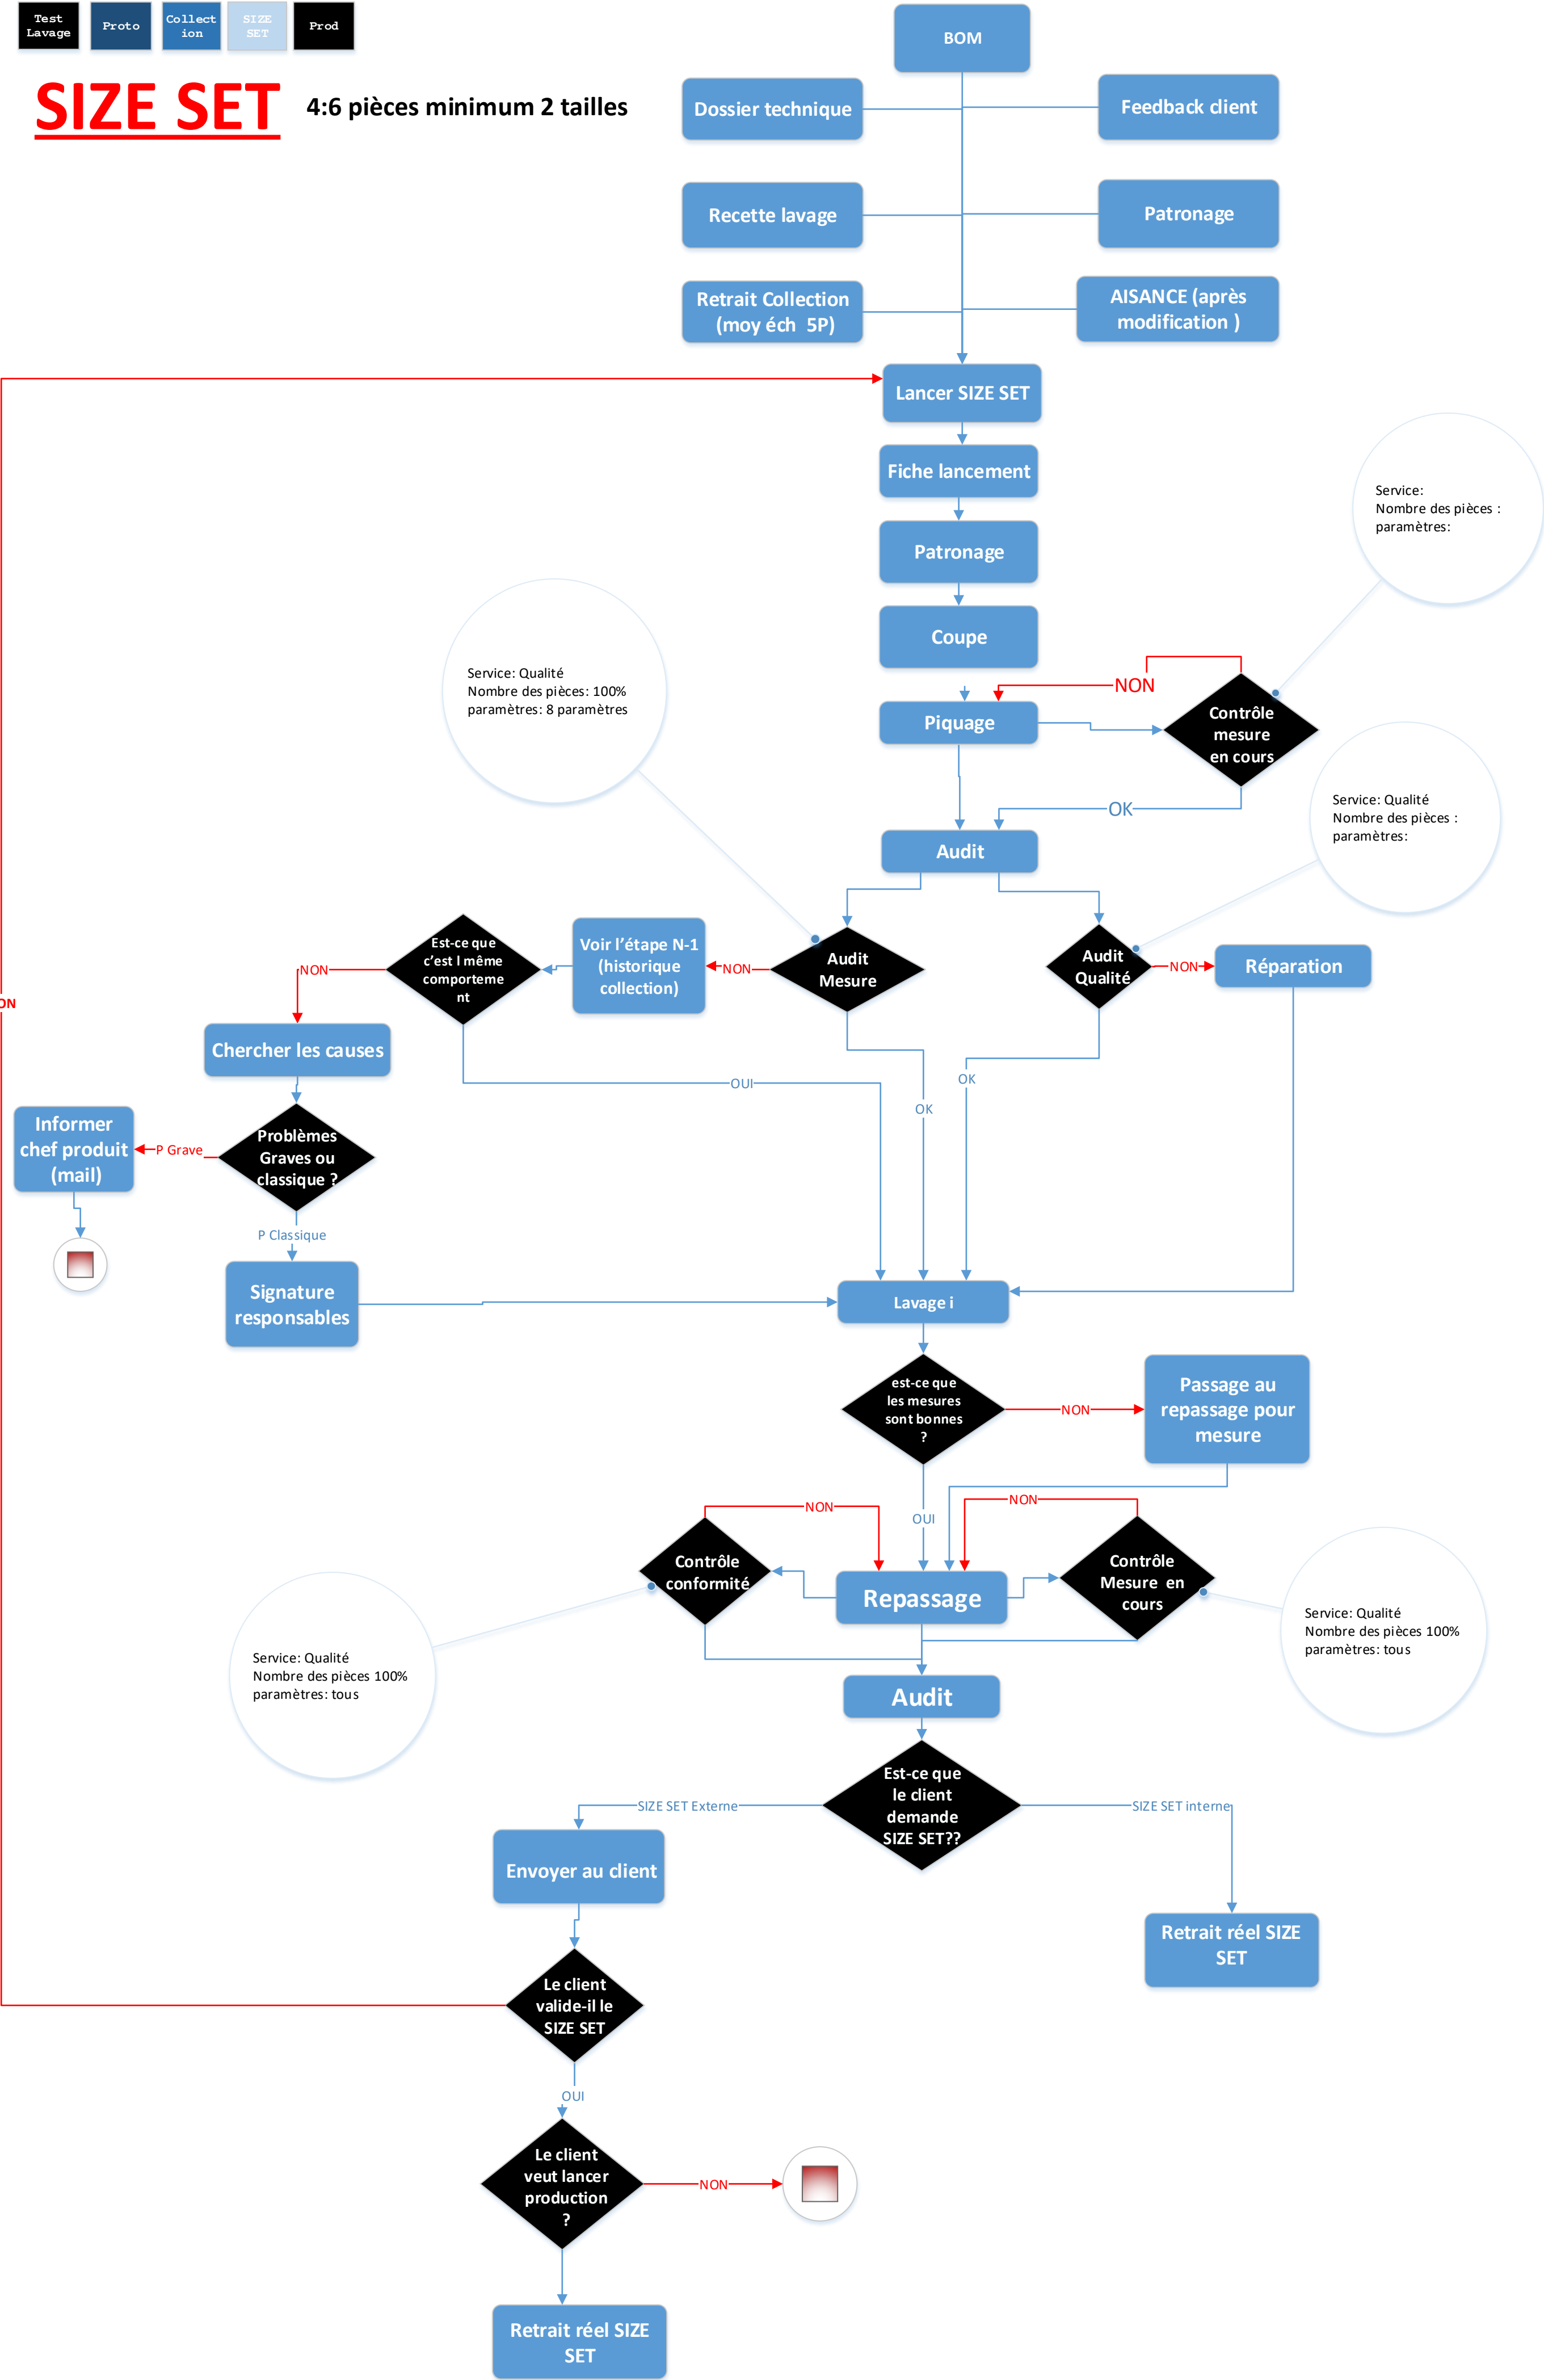 Test
Lavage
Proto
Collect
ion
SIZE
SET
Prod
SIZE SET
4:6 pièces minimum 2 tailles
BOM
Dossier technique
Feedback client
Recette lavage
Patronage
Retrait Collection
(moy éch 5P)
AISANCE (après
modification )
Lancer SIZE SET
Fiche lancement
Patronage
Coupe
Service:
Nombre des pièces :
paramètres:
Service: Qualité
Nombre des pièces: 100%
paramètres: 8 paramètres
NON
Piquage
Contrôle
mesure
en cours
OK
Service: Qualité
Nombre des pièces :
paramètres:
Audit
Est-ce que
c’est l même
comporteme
nt
Voir l’étape N-1
(historique
collection)
NON
Audit
Mesure
Audit
Qualité
NON
Réparation
NON
ON
Chercher les causes
OUI
OK
OK
Informer
chef produit
(mail)
P Grave
Problèmes
Graves ou
classique ?
P Classique
Signature
responsables
Lavage i
est-ce que
les mesures
sont bonnes
?
NON
Passage au
repassage pour
mesure
OUI
NON
NON
Contrôle
conformité
Repassage
Contrôle
Mesure en
cours
Service: Qualité
Nombre des pièces 100%
paramètres: tous
Service: Qualité
Nombre des pièces 100%
paramètres: tous
Audit
Est-ce que
le client
demande
SIZE SET??
SIZE SET Externe
SIZE SET interne
Envoyer au client
Retrait réel SIZE
SET
Le client
valide-il le
SIZE SET
OUI
Le client
veut lancer
production
?
NON
Retrait réel SIZE
SET